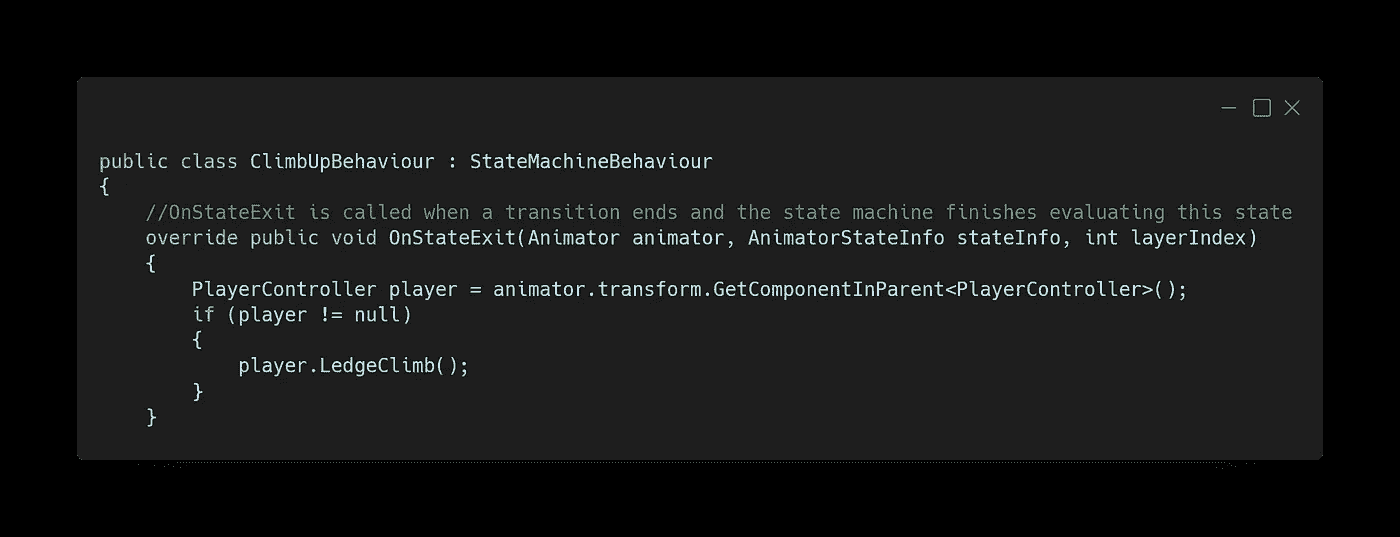 public class ClimbUpBehaviour : StateMachineBehaviour
{
    //OnStateExit is called when a transition ends and the state machine finishes evaluating this state
    override public void OnStateExit(Animator animator, AnimatorStateInfo stateInfo, int layerIndex)
    {
        PlayerController player = animator.transform.GetComponentInParent<PlayerController>();
        if (player != null)
        {
            player.LedgeClimb();
        }
    }